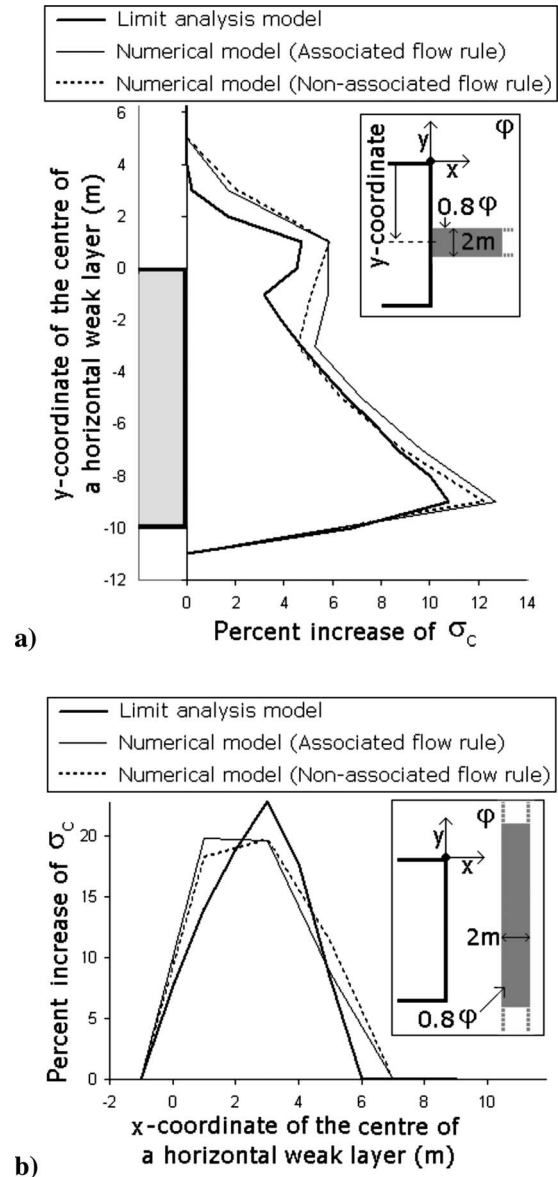 Limit analysis model
Numerical model (Associated flow rule)
Numerical model (Non-associated flow rule)
y-coordinate of the centre of
a horizontal weak layer (m)
6
4
2
0
-2
-4
-6
-8
-10
-12
0 2 4 6 8 10 12 14
Percent increase of σc
y
x
φ
y-coordinate
0.8φ
2m
a)
Limit analysis model
Numerical model (Associated flow rule)
Numerical model (Non-associated flow rule)
Percent increase of σc
20
15
10
5
0
-2 0 2 4 6 8 10
x-coordinate of the centre of
a horizontal weak layer (m)
y
x
φ
2m
0.8φ
b)